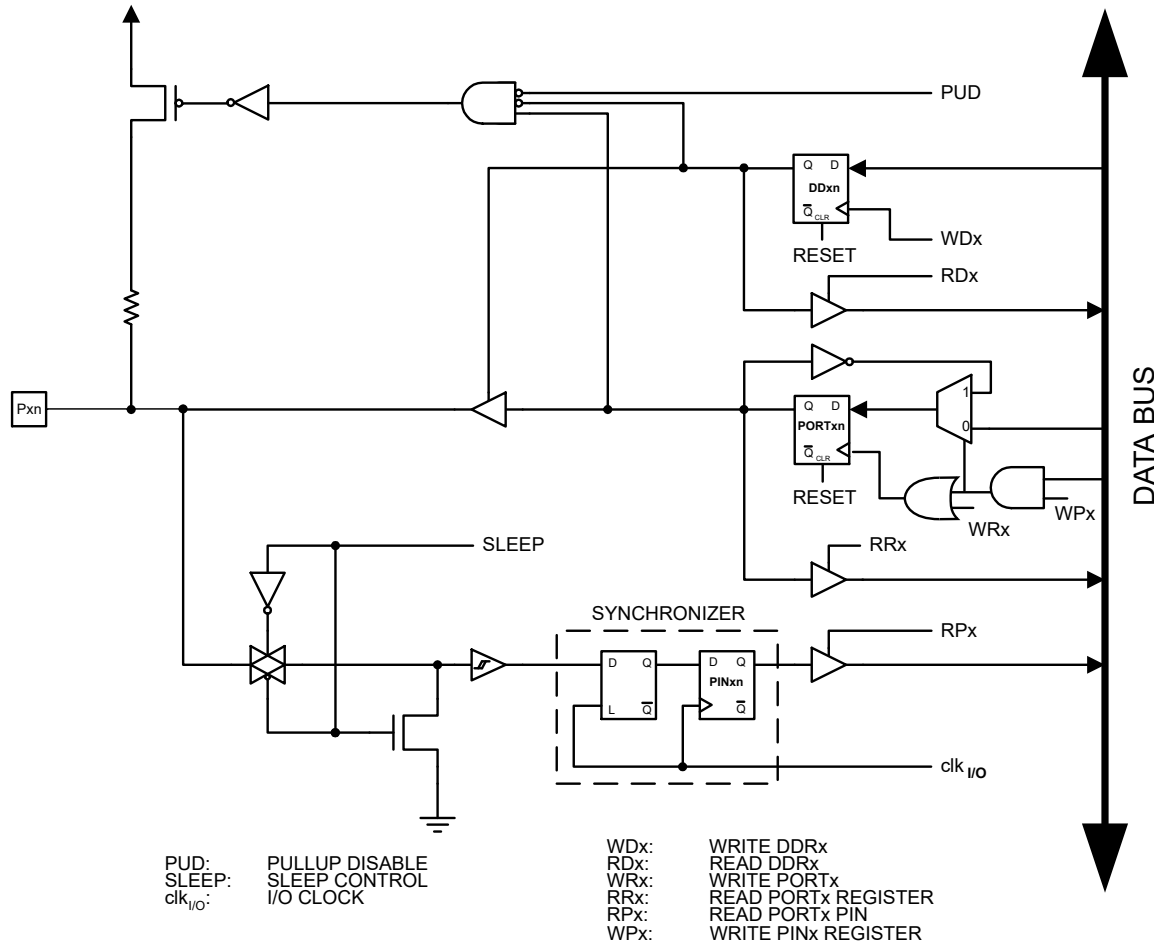 PUD
Q D
DDxn
Q CLR
WDx
RESET
RDx
Pxn
1
Q D
PORTxn
0
Q CLR
RESET
WRx
WPx
DATA BUS
SLEEP
RRx
SYNCHRONIZER
RPx
D Q
D Q
PINxn
L Q
Q
clk I/O
PUD: PULLUP DISABLE
SLEEP: SLEEP CONTROL
clkI/O: I/O CLOCK
WDx: WRITE DDRx
RDx: READ DDRx
WRx: WRITE PORTx
RRx: READ PORTx REGISTER
RPx: READ PORTx PIN
WPx: WRITE PINx REGISTER